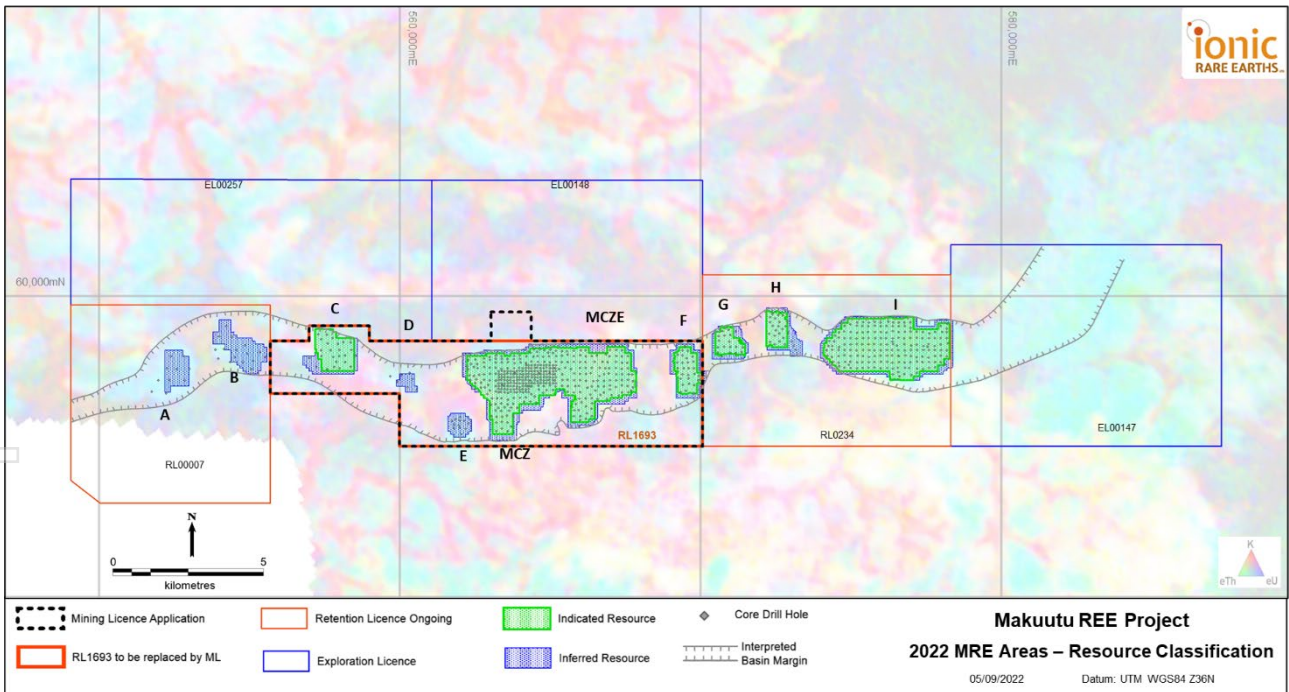 560,000mE
580,000mE
ionic
RARE EARTHS
EL00257
EL00148
60,000mN
C
D
MCZE
F
G
H
I
B
A
E
MCZ
RL1693
RL0234
EL00147
RL00007
N
0
5
kilometres
K
eTh
eU
Mining Licence Application
Retention Licence Ongoing
Indicated Resource
Core Drill Hole
RL1693 to be replaced by ML
Exploration Licence
Inferred Resource
Interpreted
Basin Margin
Makuutu REE Project
2022 MRE Areas – Resource Classification
05/09/2022
Datum: UTM WGS84 Z36N